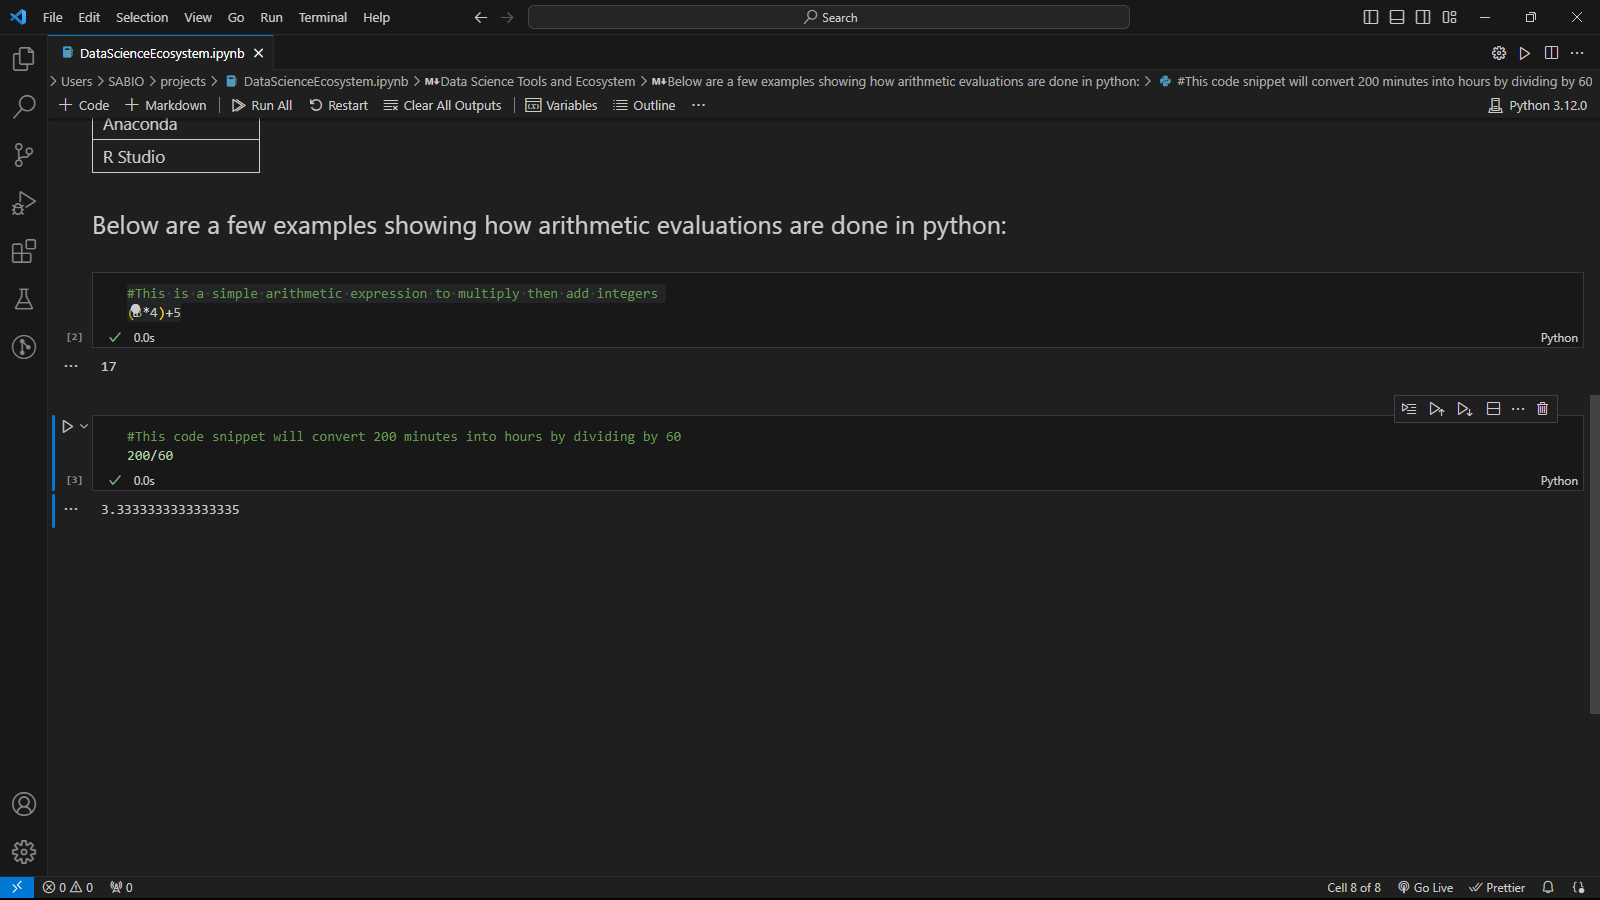 File Edit Selection View Go Run Terminal Help Search
DataScienceEcosystem.ipynb
Users SABIO projects DataScienceEcosystem.ipynb M↓Data Science Tools and Ecosystem M↓Below are a few examples showing how arithmetic evaluations are done in python: #This code snippet will convert 200 minutes into hours by dividing by 60
Code Markdown Run All Restart Clear All Outputs Variables Outline ... Python 3.12.0
Anaconda
R Studio
Below are a few examples showing how arithmetic evaluations are done in python:
#This is a simple arithmetic expression to multiply then add integers
*4)+5
[2] 0.0s Python
17
#This code snippet will convert 200 minutes into hours by dividing by 60
200/60
[3] 0.0s Python
3.3333333333333335
0 0 0 Cell 8 of 8 Go Live Prettier